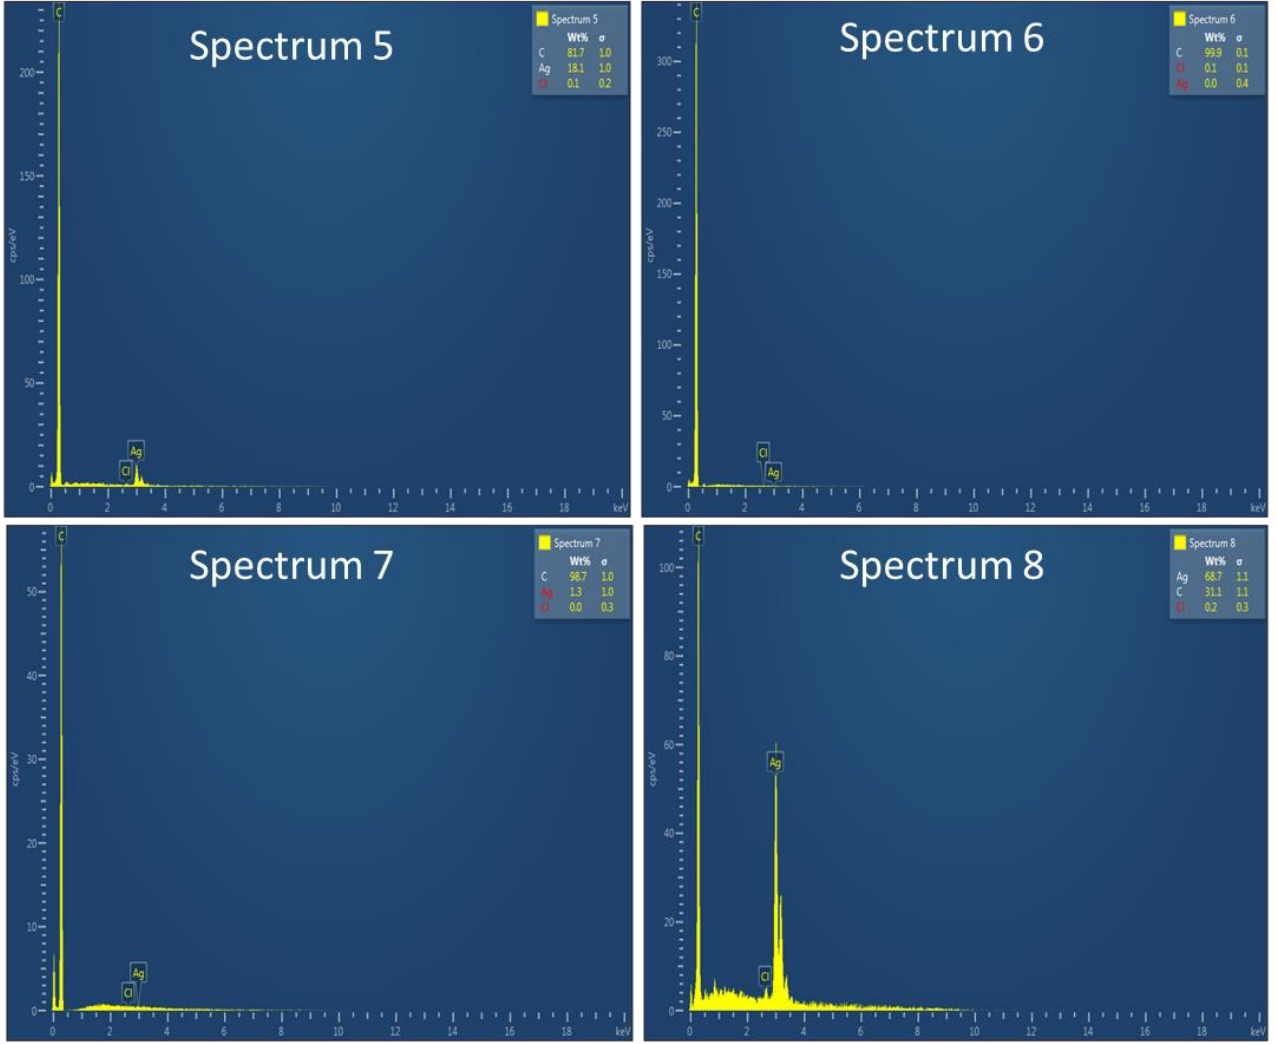 Spectrum 5
C
Spectrum 5
Wt% σ
C 81.7 1.0
Ag 18.1 1.0
Cl 0.1 0.2
200
150
cps/eV
100
50
Ag
Cl
0
0 2 4 6 8 10 12 14 16 18 keV
Spectrum 6
C
Spectrum 6
Wt% σ
C 99.9 0.1
Cl 0.1 0.1
Ag 0.0 0.4
300
250
200
cps/eV
150
100
50
Cl
Ag
0
0 2 4 6 8 10 12 14 16 18 keV
Spectrum 7
C
Spectrum 7
Wt% σ
C 98.7 1.0
Ag 1.3 1.0
Cl 0.0 0.3
50
40
30
cps/eV
20
10
Ag
Cl
0
0 2 4 6 8 10 12 14 16 18 keV
Spectrum 8
C
Spectrum 8
Wt% σ
Ag 68.7 1.1
C 31.1 1.1
Cl 0.2 0.3
100
80
60
Ag
cps/eV
40
20
Cl
0
0 2 4 6 8 10 12 14 16 18 keV